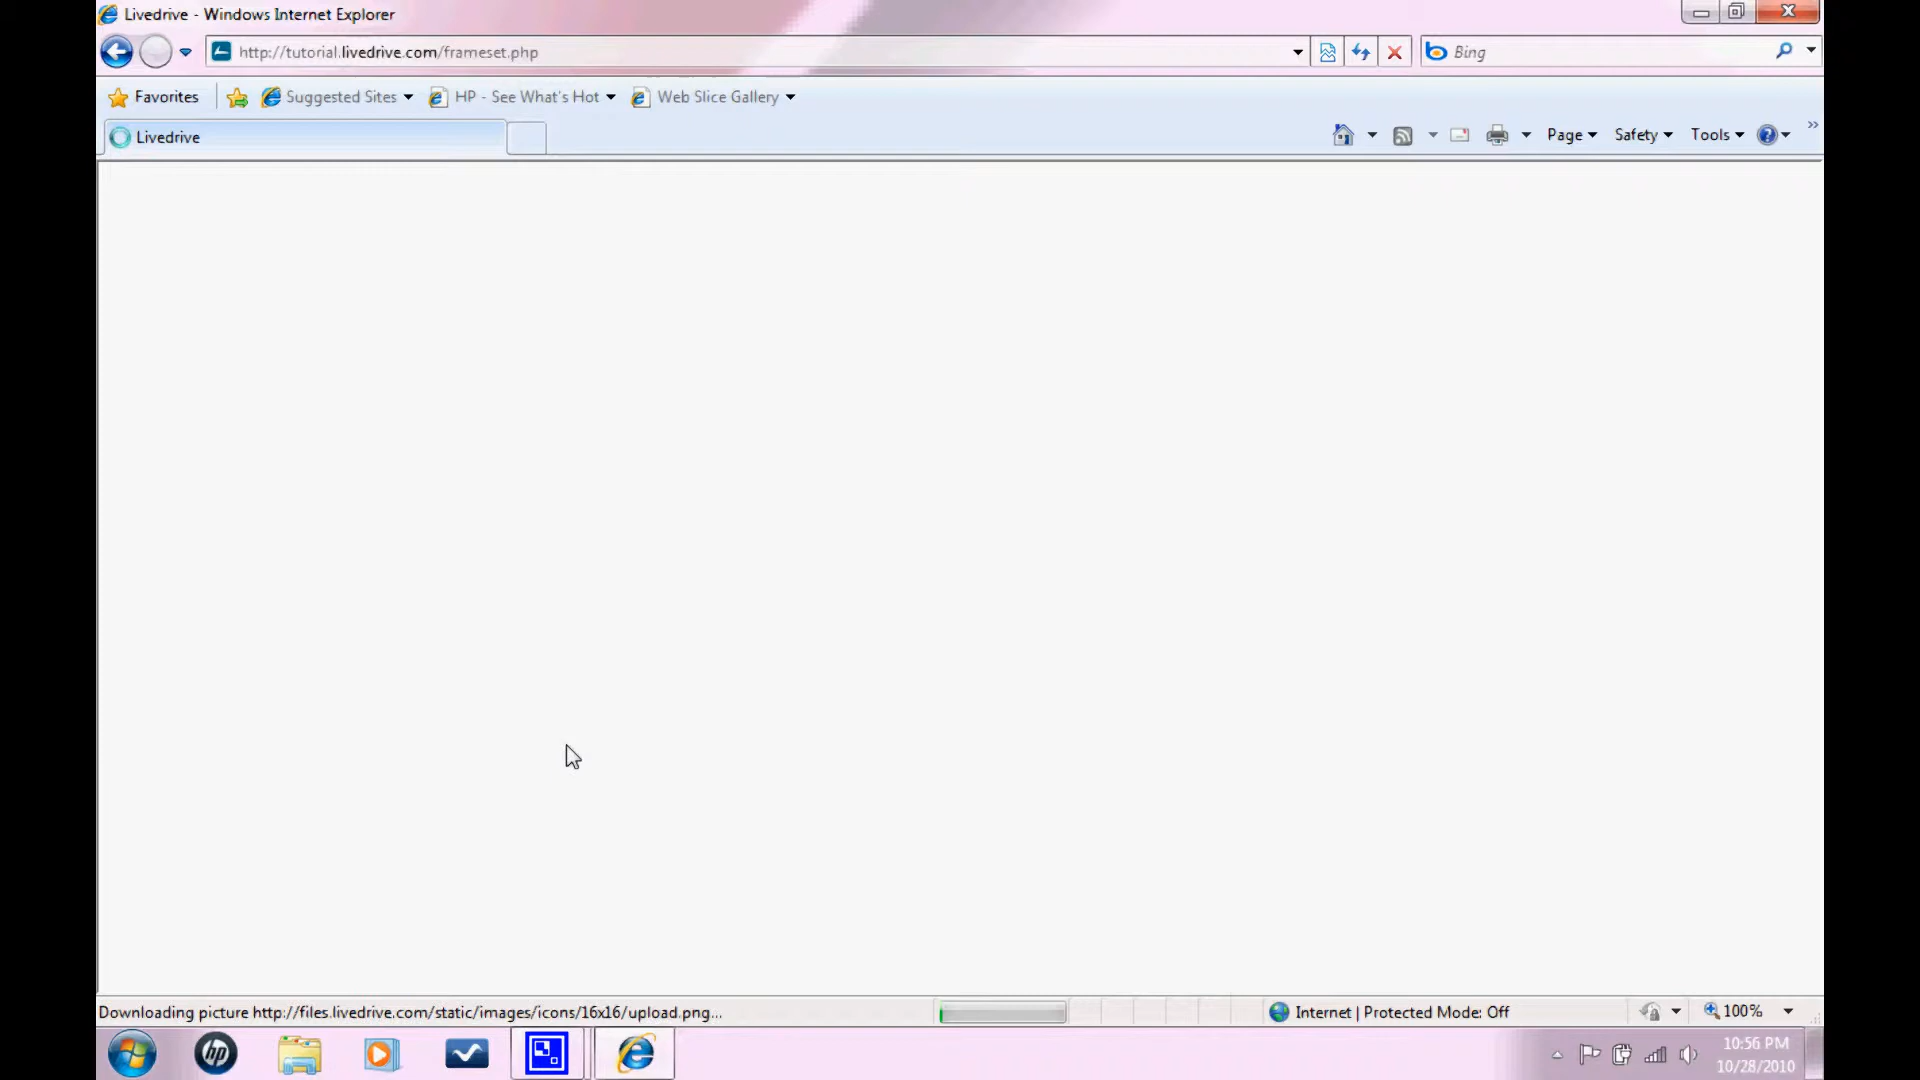 Livedrive - Windows Internet Explorer
http://tutorial.livedrive.com/frameset.php
Bing
Favorites
Suggested Sites
HP - See What's Hot
Web Slice Gallery
Livedrive
Page
Safety
Tools
Downloading picture http://files.livedrive.com/static/images/icons/16x16/upload.png...
Internet | Protected Mode: Off
100%
hp
10:56 PM
10/28/2010